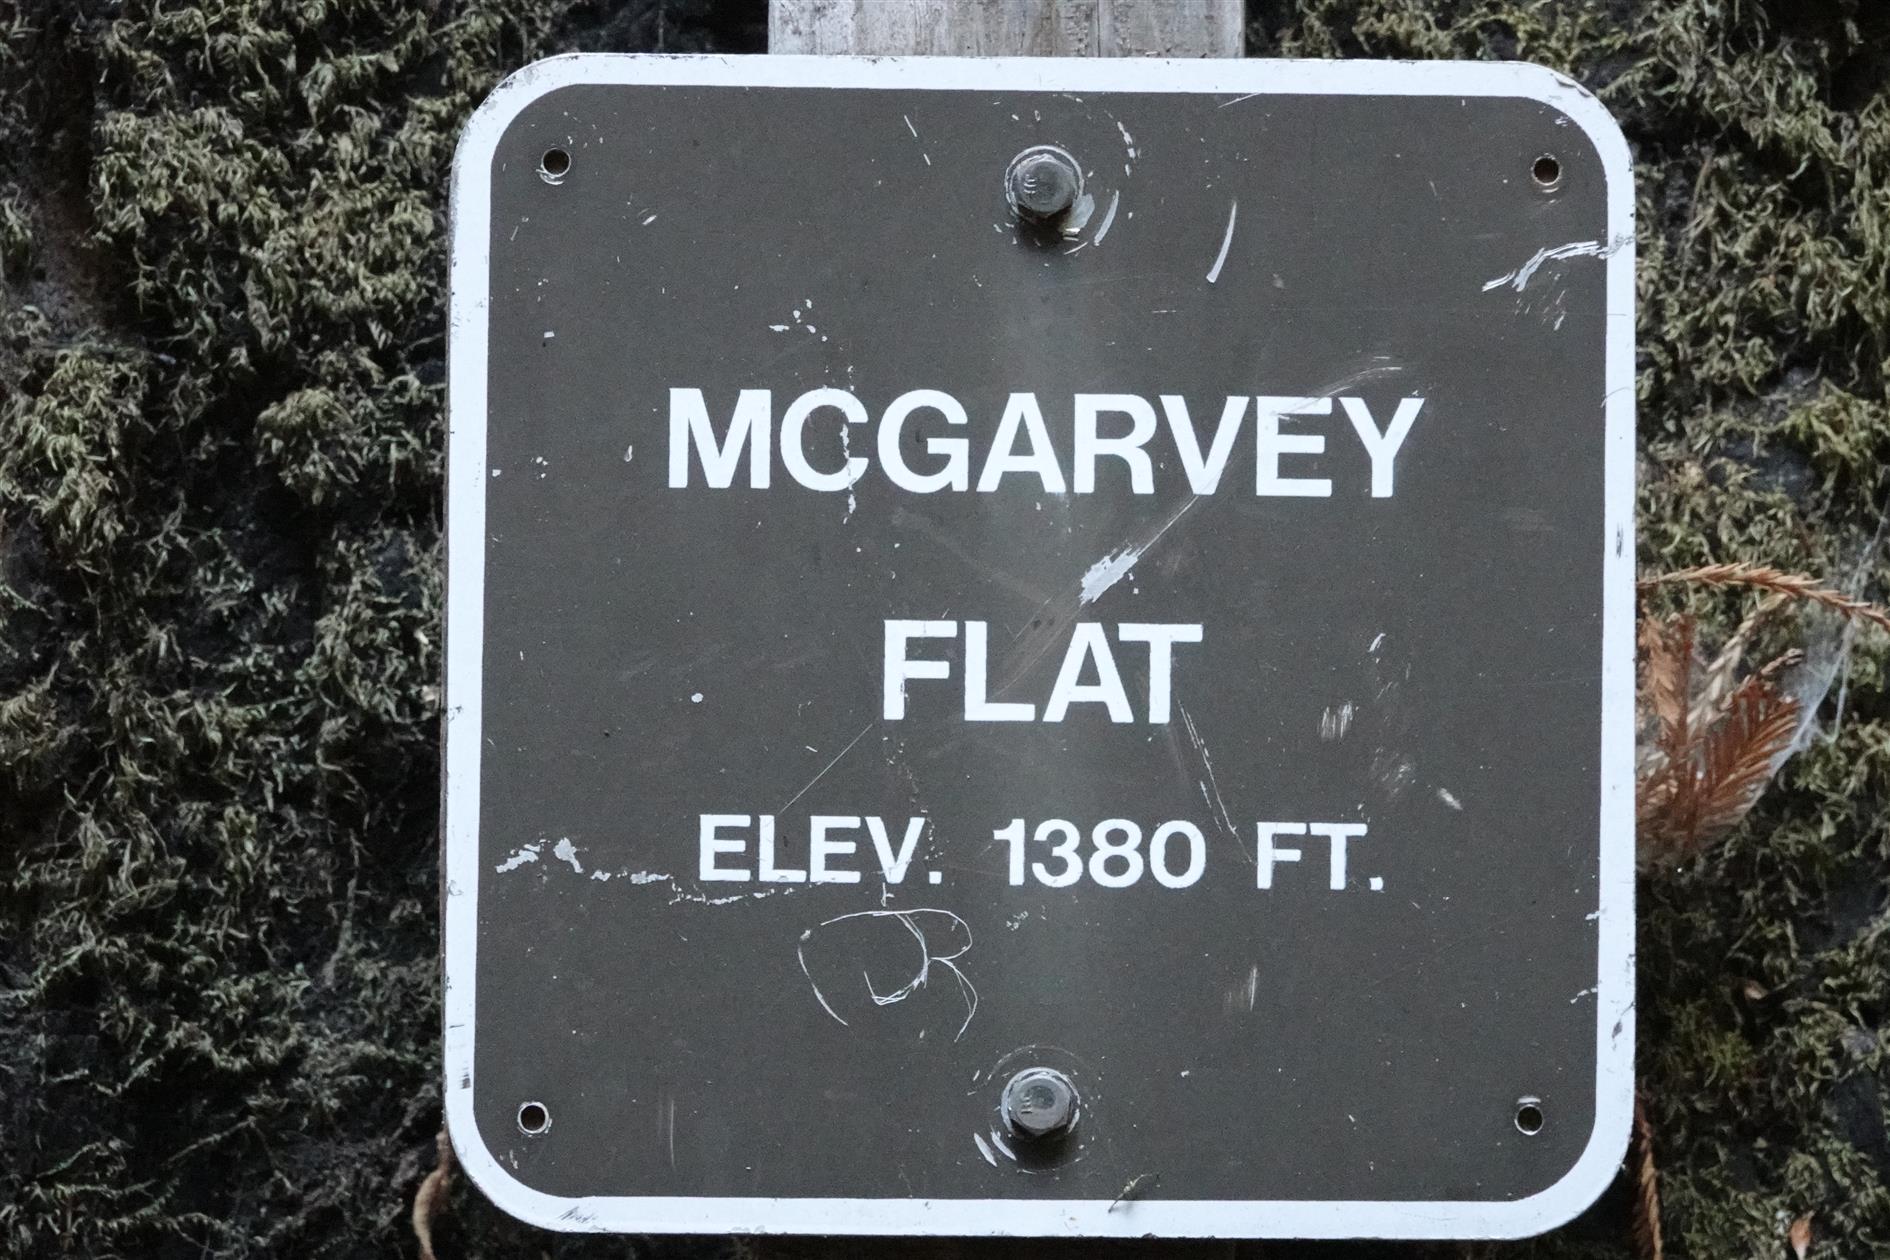 MCGARVEY
FLAT
ELEV. 1380 FT.